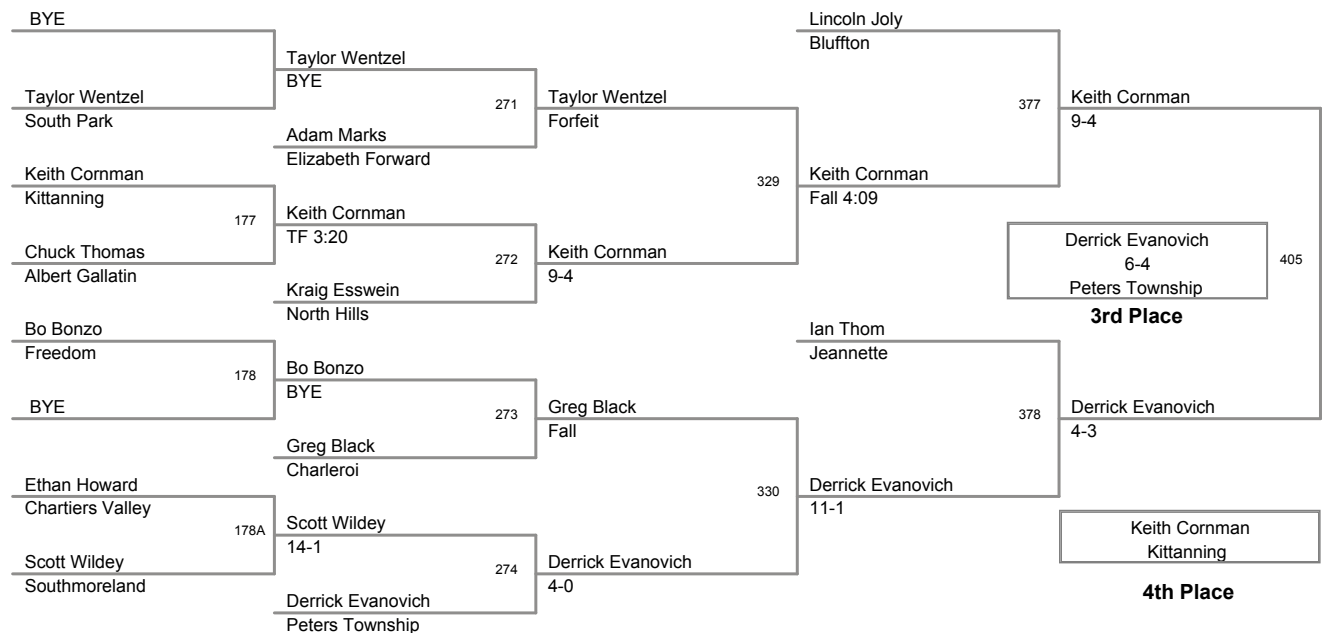 BYE
Taylor Wentzel
South Park
Keith Cornman
Kittanning
177
Chuck Thomas
Albert Gallatin
Bo Bonzo
Freedom
178
BYE
Ethan Howard
Chartiers Valley
178A
Scott Wildey
Southmoreland
Taylor Wentzel
BYE
271
Adam Marks
Elizabeth Forward
Keith Cornman
TF 3:20
272
Kraig Esswein
North Hills
Bo Bonzo
BYE
273
Greg Black
Charleroi
Scott Wildey
14-1
274
Derrick Evanovich
Peters Township
Taylor Wentzel
Forfeit
329
Keith Cornman
9-4
Greg Black
Fall
330
Derrick Evanovich
4-0
Lincoln Joly
Bluffton
377
Keith Cornman
Fall 4:09
Ian Thom
Jeannette
378
Derrick Evanovich
11-1
Keith Cornman
9-4
Derrick Evanovich
6-4
Peters Township
405
3rd Place
Derrick Evanovich
4-3
Keith Cornman
Kittanning
4th Place